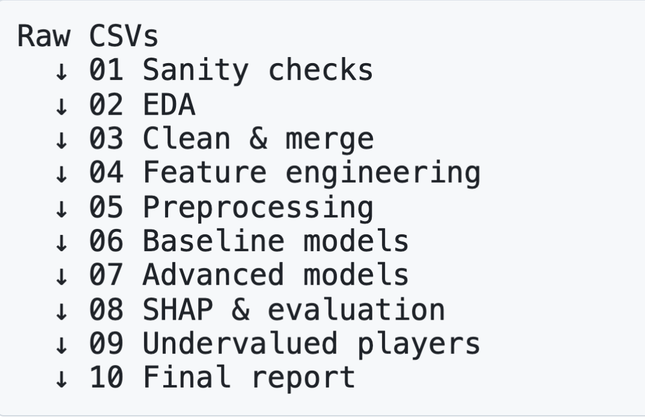 Raw CSVs
↓ 01 Sanity checks
↓ 02 EDA
↓ 03 Clean & merge
↓ 04 Feature engineering
↓ 05 Preprocessing
↓ 06 Baseline models
↓ 07 Advanced models
↓ 08 SHAP & evaluation
↓ 09 Undervalued players
↓ 10 Final report